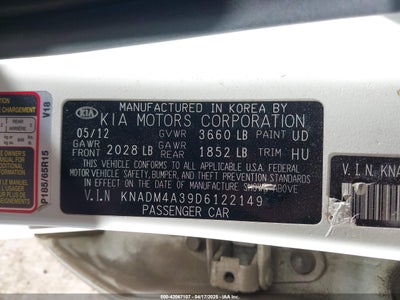 MANUFACTURED IN KOREA BY
KIA
KIA MOTORS CORPORATION
05/12 GVWR 3660 LB PAINT UD
GAWR FRONT 2028 LB GAWR REAR 1852 LB TRIM HU
THIS VEHICLE CONFORMS TO ALL APPLICABLE U.S.A. FEDERAL
MOTOR VEHICLE SAFETY, BUMPER, AND THEFT PREVENTION STANDARDS
IN EFFECT ON THE DATE OF MANUFACTURE SHOWN ABOVE
V.I.N KNADM4A39D6122149
PASSENGER CAR
V.I.N. KNA
V18
P185/65R15
500-42067107 - 04/17/2025 - IAA